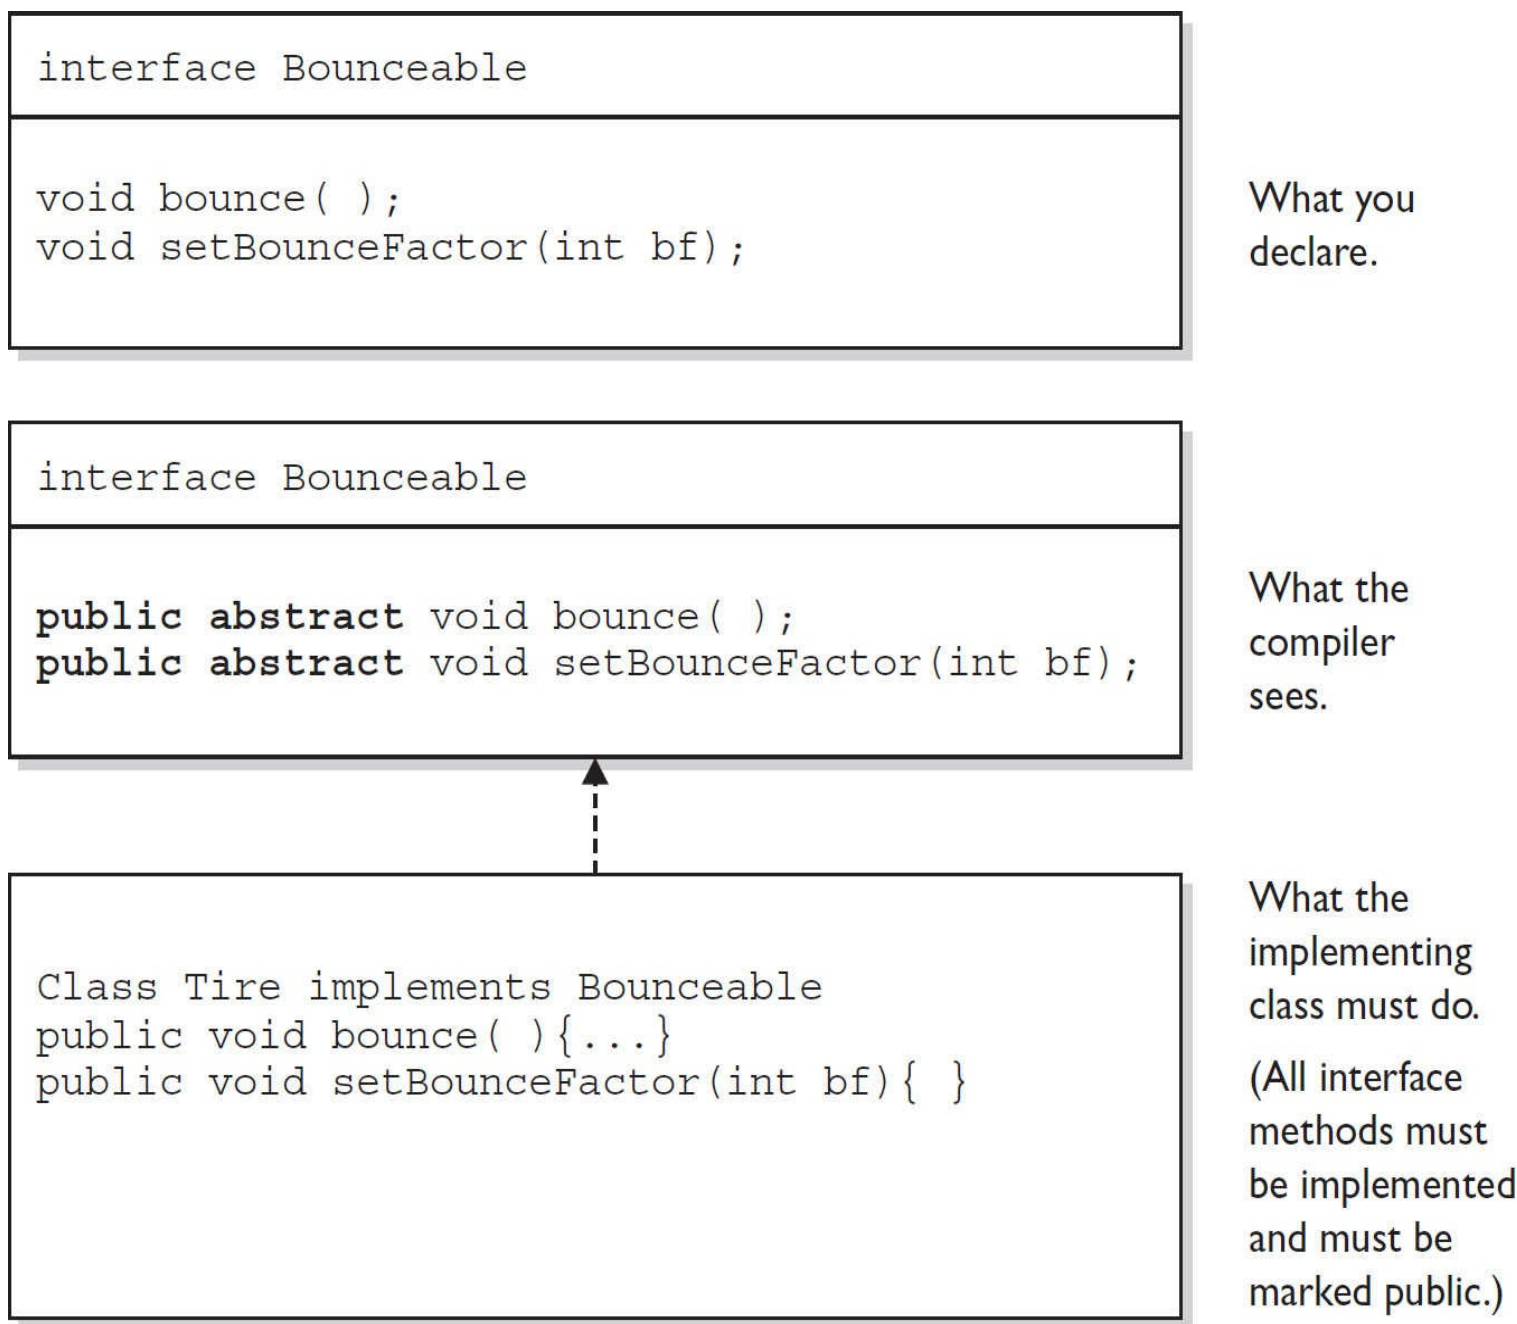 interface Bounceable
void bounce( );
void setBounceFactor(int bf);
What you
declare.
interface Bounceable
public abstract void bounce( );
public abstract void setBounceFactor(int bf);
What the
compiler
sees.
Class Tire implements Bounceable
public void bounce( ){...}
public void setBounceFactor(int bf){ }
What the
implementing
class must do.
(All interface
methods must
be implemented
and must be
marked public.)